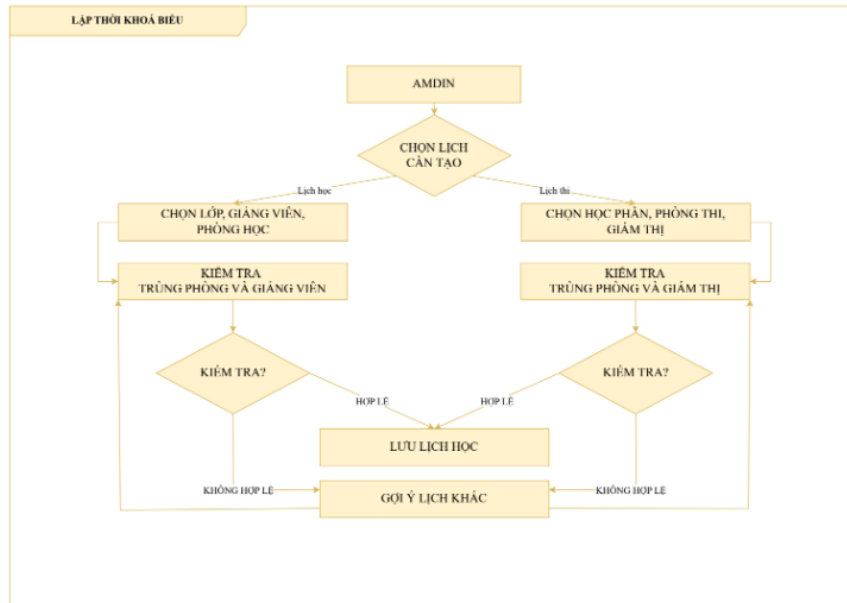 LẬP THỜI KHOÁ BIỂU
AMDIN
CHỌN LỊCH
CẦN TẠO
Lịch học
Lịch thi
CHỌN LỚP, GIẢNG VIÊN,
PHÒNG HỌC
CHỌN HỌC PHẦN, PHÒNG THI,
GIÁM THỊ
KIỂM TRA
TRÙNG PHÒNG VÀ GIẢNG VIÊN
KIỂM TRA
TRÙNG PHÒNG VÀ GIÁM THỊ
KIỂM TRA?
KIỂM TRA?
HỢP LỆ
HỢP LỆ
LƯU LỊCH HỌC
KHÔNG HỢP LỆ
GỢI Ý LỊCH KHÁC
KHÔNG HỢP LỆ